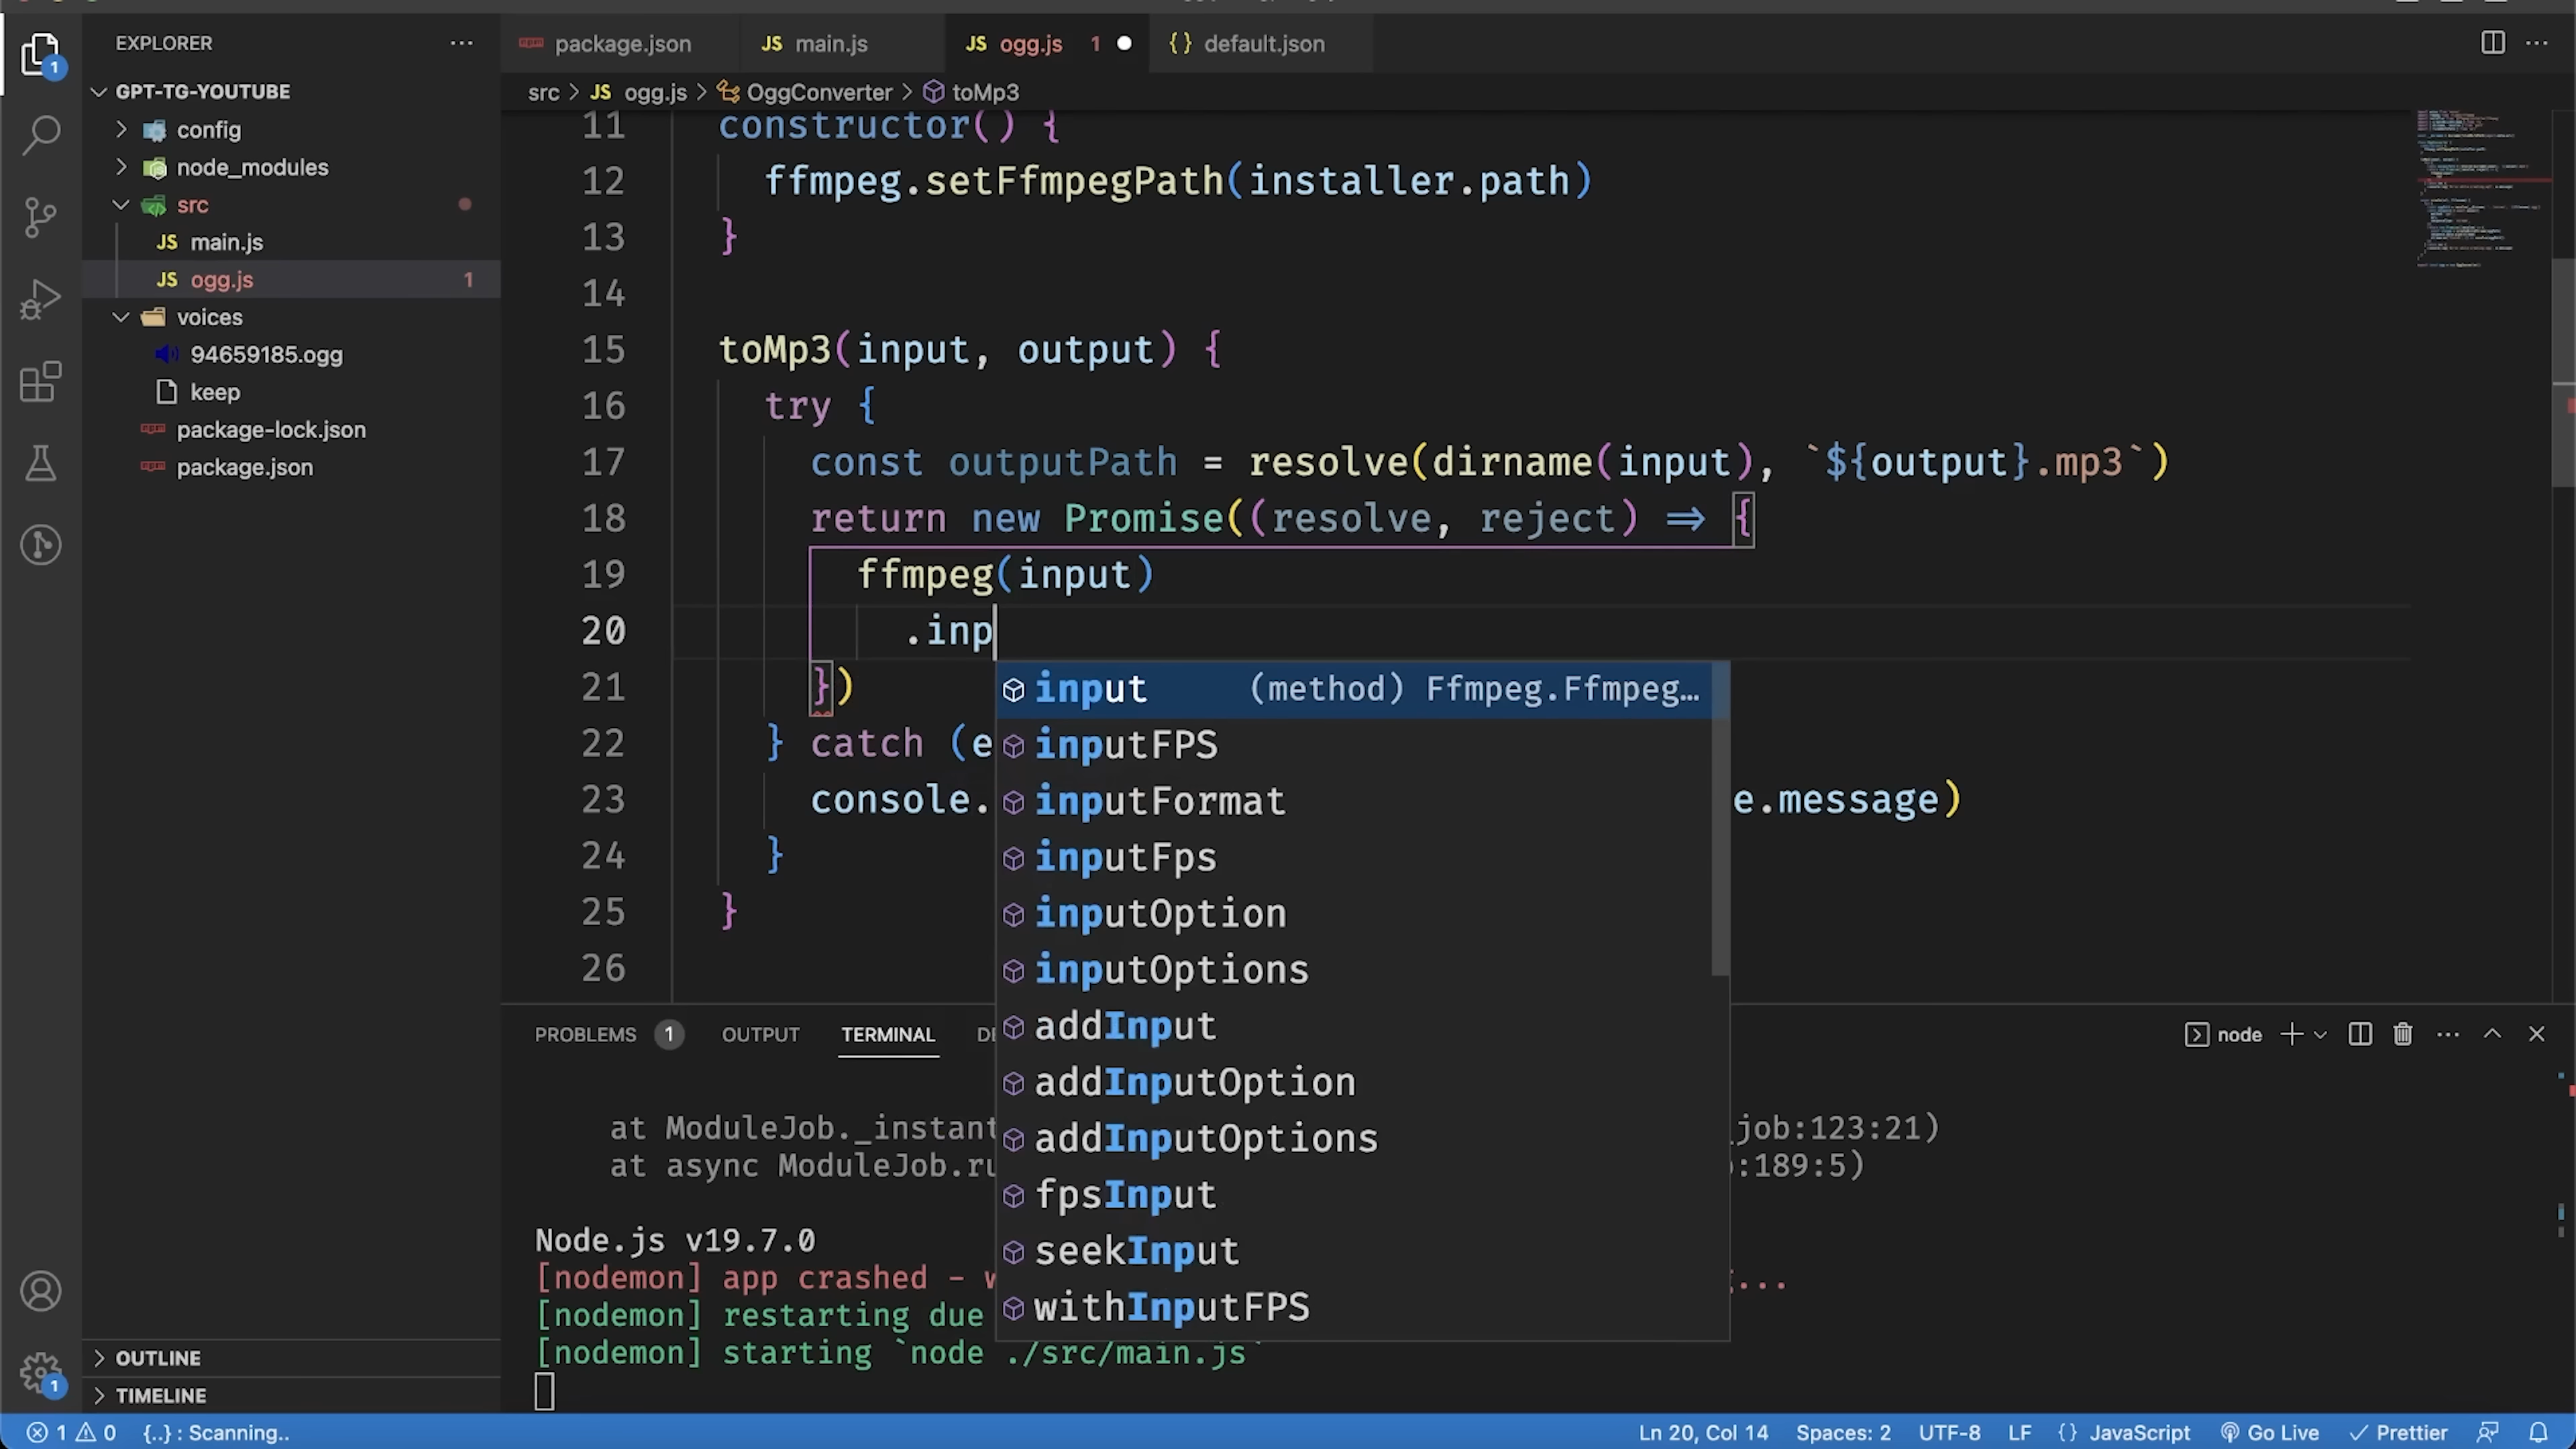 EXPLORER
package.json
main.js
ogg.js 1
default.json
GPT-TG-YOUTUBE
src > JS ogg.js > OggConverter > toMp3
config
node_modules
src
main.js
ogg.js 1
voices
94659185.ogg
keep
package-lock.json
package.json
11 constructor() {
12 ffmpeg.setFfmpegPath(installer.path)
13 }
14
15 toMp3(input, output) {
16 try {
17 const outputPath = resolve(dirname(input), `${output}.mp3`)
18 return new Promise((resolve, reject) => {
19 ffmpeg(input)
20 .inp
21 })
22 } catch (e
23 console. e.message)
24 }
25 }
26
input (method) Ffmpeg.Ffmpeg…
inputFPS
inputFormat
inputFps
inputOption
inputOptions
addInput
addInputOption
addInputOptions
fpsInput
seekInput
withInputFPS
PROBLEMS 1 OUTPUT TERMINAL DE
node
at ModuleJob._instant job:123:21)
at async ModuleJob.ru :189:5)
Node.js v19.7.0
[nodemon] app crashed - w ...
[nodemon] restarting due
[nodemon] starting `node ./src/main.js`
OUTLINE
TIMELINE
1 0 {..} : Scanning.. Ln 20, Col 14 Spaces: 2 UTF-8 LF {} JavaScript Go Live Prettier